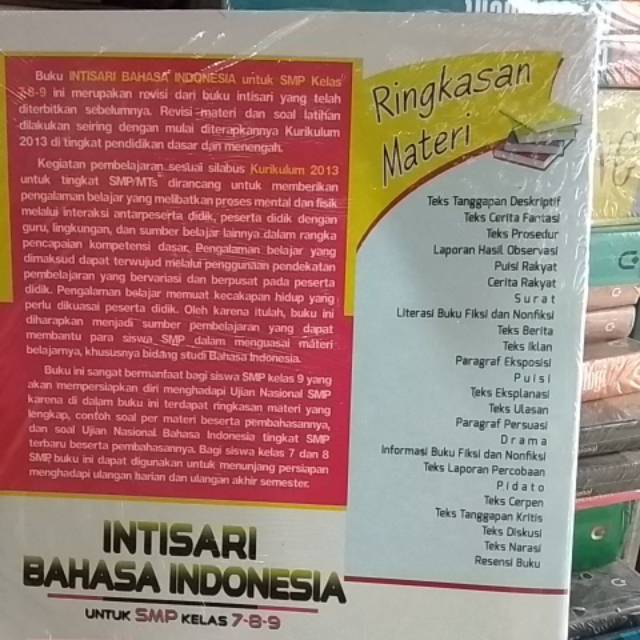 Buku INTISARI BAHASA INDONESIA untuk SMP Kelas
7-8-9 ini merupakan revisi dari buku intisari yang telah
diterbitkan sebelumnya. Revisi materi dan soal latihan
dilakukan seiring dengan mulai diterapkannya Kurikulum
2013 di tingkat pendidikan dasar dan menengah.
Kegiatan pembelajaran sesuai silabus Kurikulum 2013
untuk tingkat SMP/MTs dirancang untuk memberikan
pengalaman belajar yang melibatkan proses mental dan fisik
melalui interaksi antarpeserta didik, peserta didik dengan
guru, lingkungan, dan sumber belajar lainnya dalam rangka
pencapaian kompetensi dasar. Pengalaman belajar yang
dimaksud dapat terwujud melalui penggunaan pendekatan
pembelajaran yang bervariasi dan berpusat pada peserta
didik. Pengalaman belajar memuat kecakapan hidup yang
perlu dikuasai peserta didik. Oleh karena itulah, buku ini
diharapkan menjadi sumber pembelajaran yang dapat
membantu para siswa SMP dalam menguasai materi
belajarnya, khususnya bidang studi Bahasa Indonesia.
Buku ini sangat bermanfaat bagi siswa SMP kelas 9 yang
akan mempersiapkan diri menghadapi Ujian Nasional SMP
karena di dalam buku ini terdapat ringkasan materi yang
lengkap, contoh soal per materi beserta pembahasannya,
dan soal Ujian Nasional Bahasa Indonesia tingkat SMP
terbaru beserta pembahasannya. Bagi siswa kelas 7 dan 8
SMP, buku ini dapat digunakan untuk menunjang persiapan
menghadapi ulangan harian dan ulangan akhir semester.
Ringkasan
Materi
Teks Tanggapan Deskriptif
Teks Cerita Fantasi
Teks Prosedur
Laporan Hasil Observasi
Puisi Rakyat
Cerita Rakyat
Surat
Literasi Buku Fiksi dan Nonfiksi
Teks Berita
Teks Iklan
Paragraf Eksposisi
Puisi
Teks Eksplanasi
Teks Ulasan
Paragraf Persuasi
Drama
Informasi Buku Fiksi dan Nonfiksi
Teks Laporan Percobaan
Pidato
Teks Cerpen
Teks Tanggapan Kritis
Teks Diskusi
Teks Narasi
Resensi Buku
INTISARI
BAHASA INDONESIA
UNTUK SMP KELAS 7-8-9